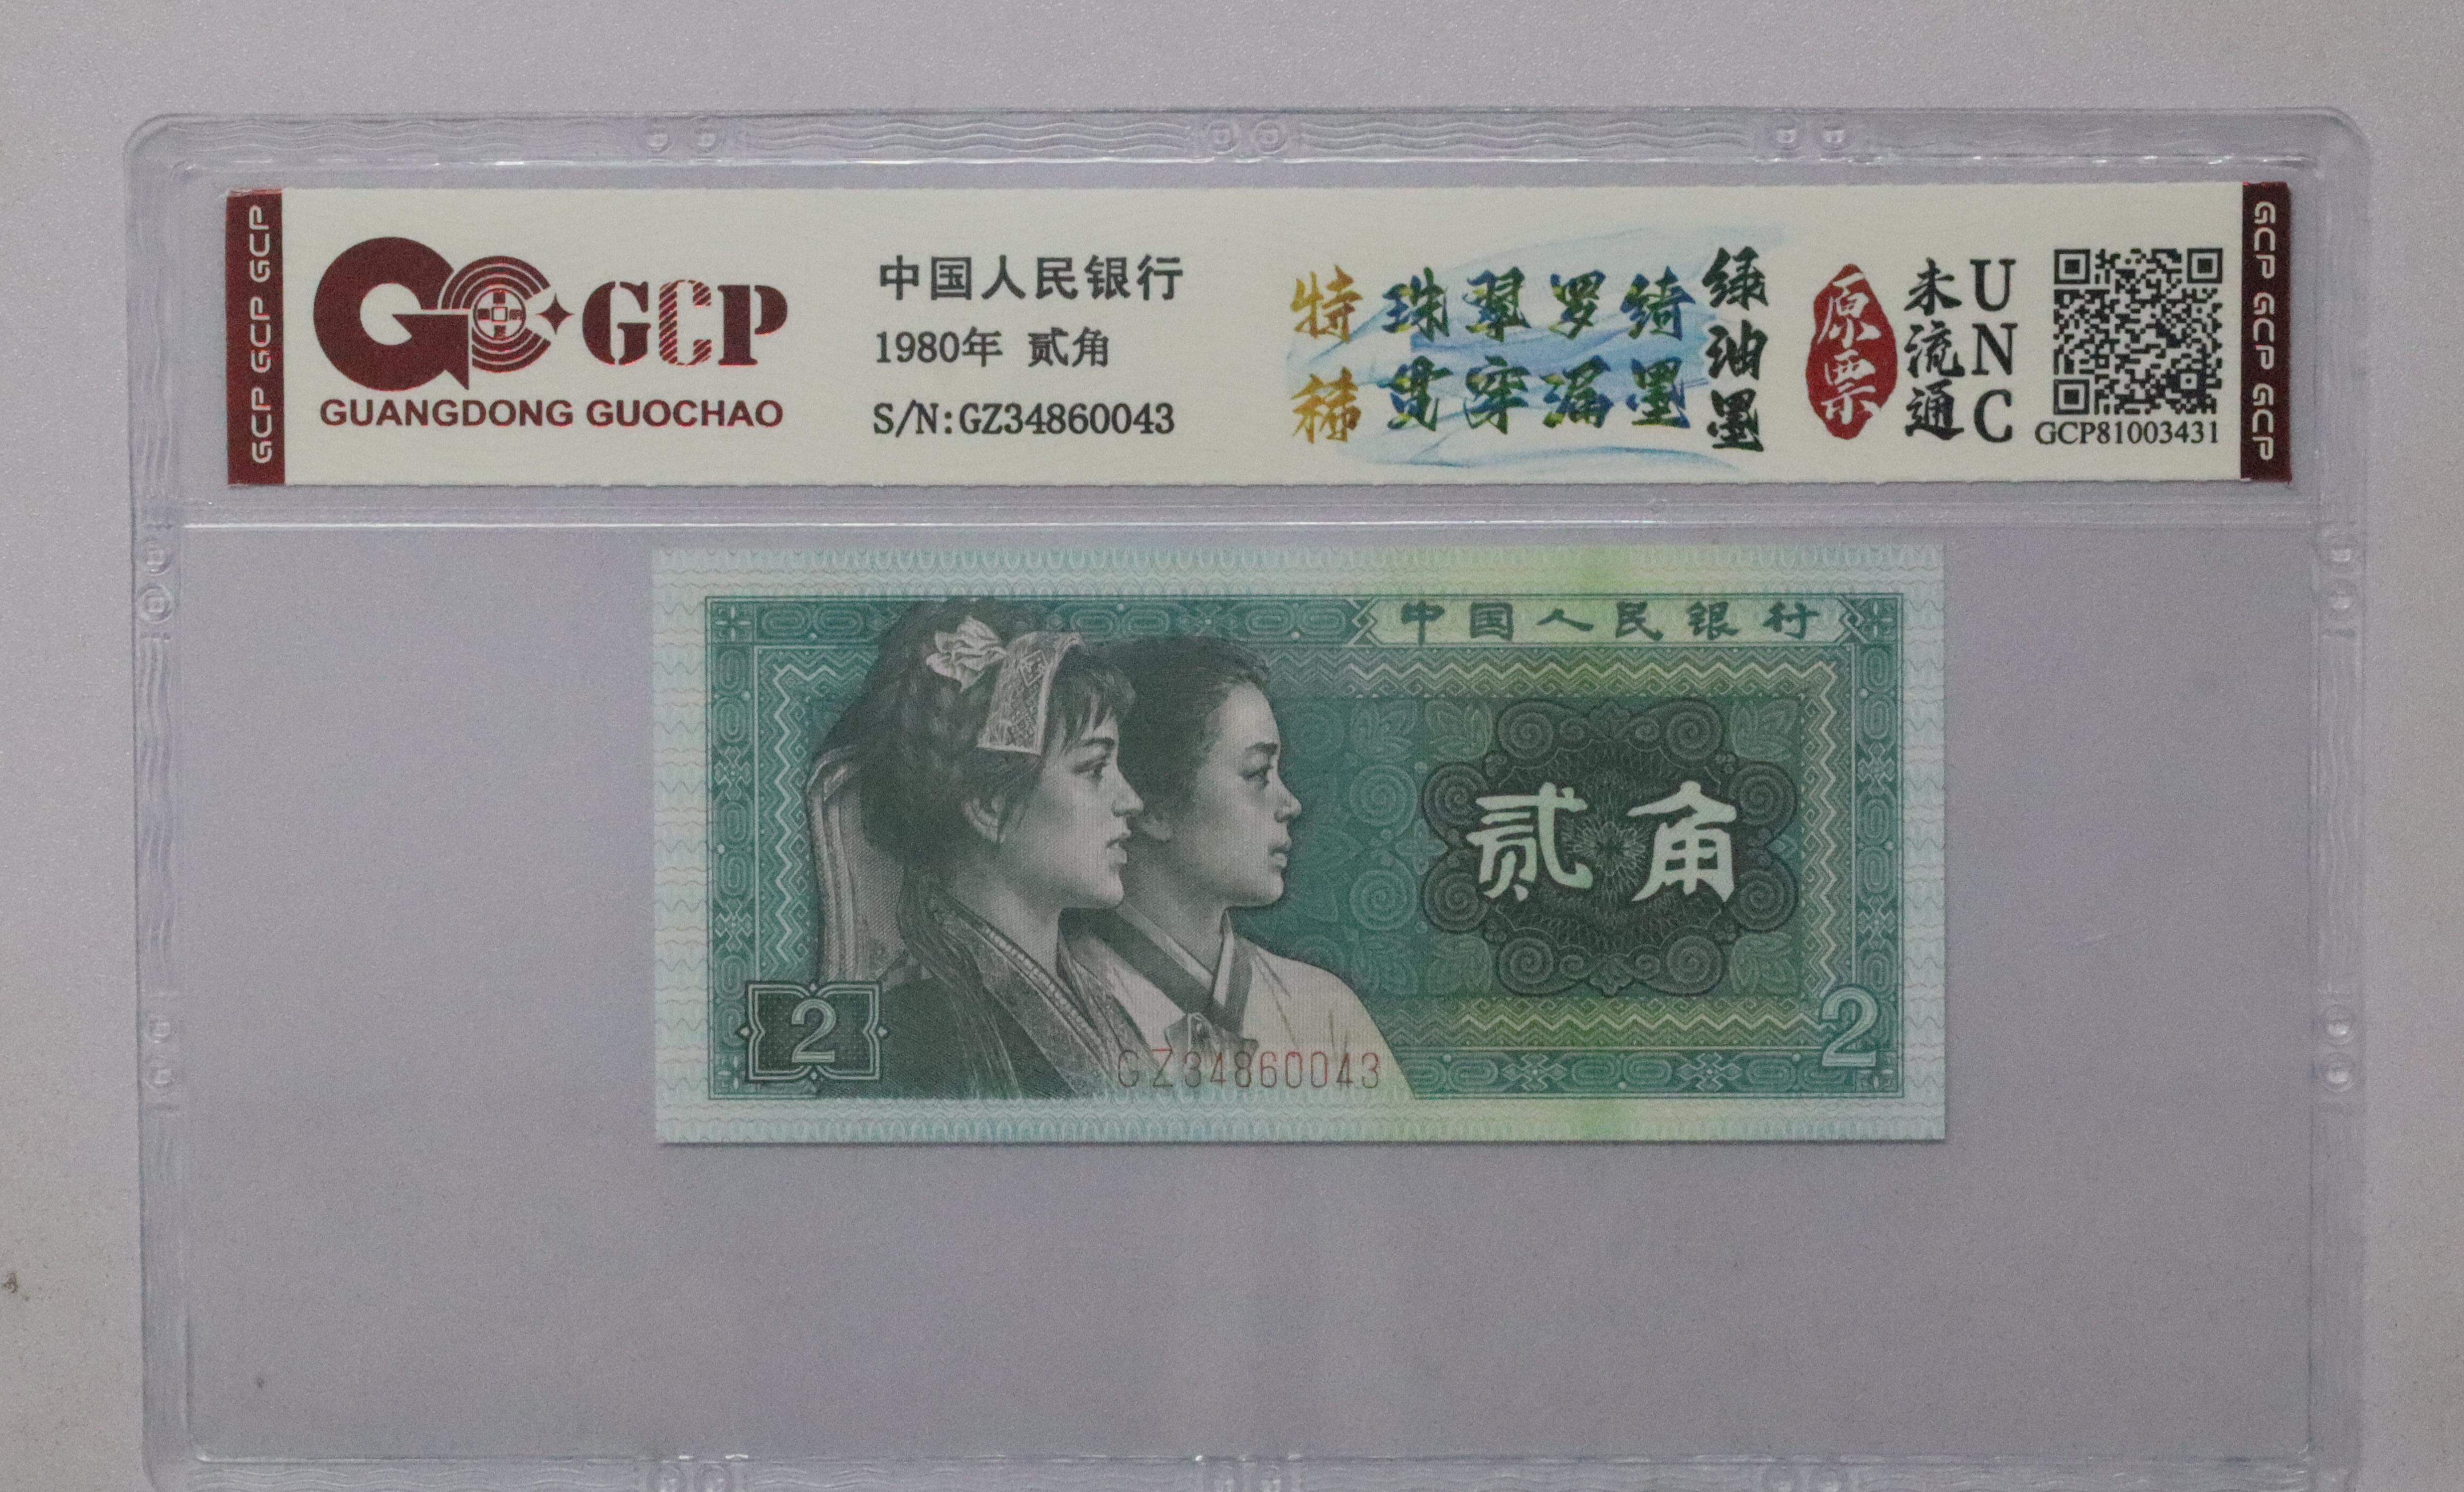 GCP GCP GCP
GCP
GUANGDONG GUOCHAO
中国人民银行
1980年 贰角
S/N:GZ34860043
特稀
珠翠罗绮
贯穿漏墨
绿油墨
原票
未流通
UNC
GCP81003431
GCP GCP GCP
中国人民银行
贰角
2
GZ34860043
2